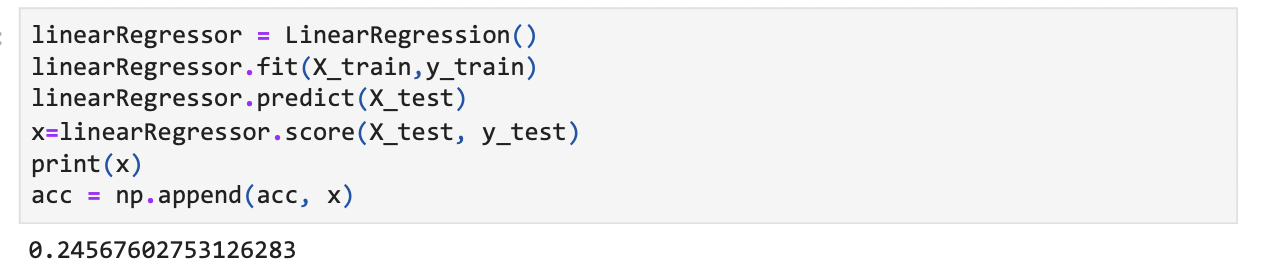 linearRegressor = LinearRegression()
linearRegressor.fit(X_train,y_train)
linearRegressor.predict(X_test)
x=linearRegressor.score(X_test, y_test)
print(x)
acc = np.append(acc, x)
0.24567602753126283